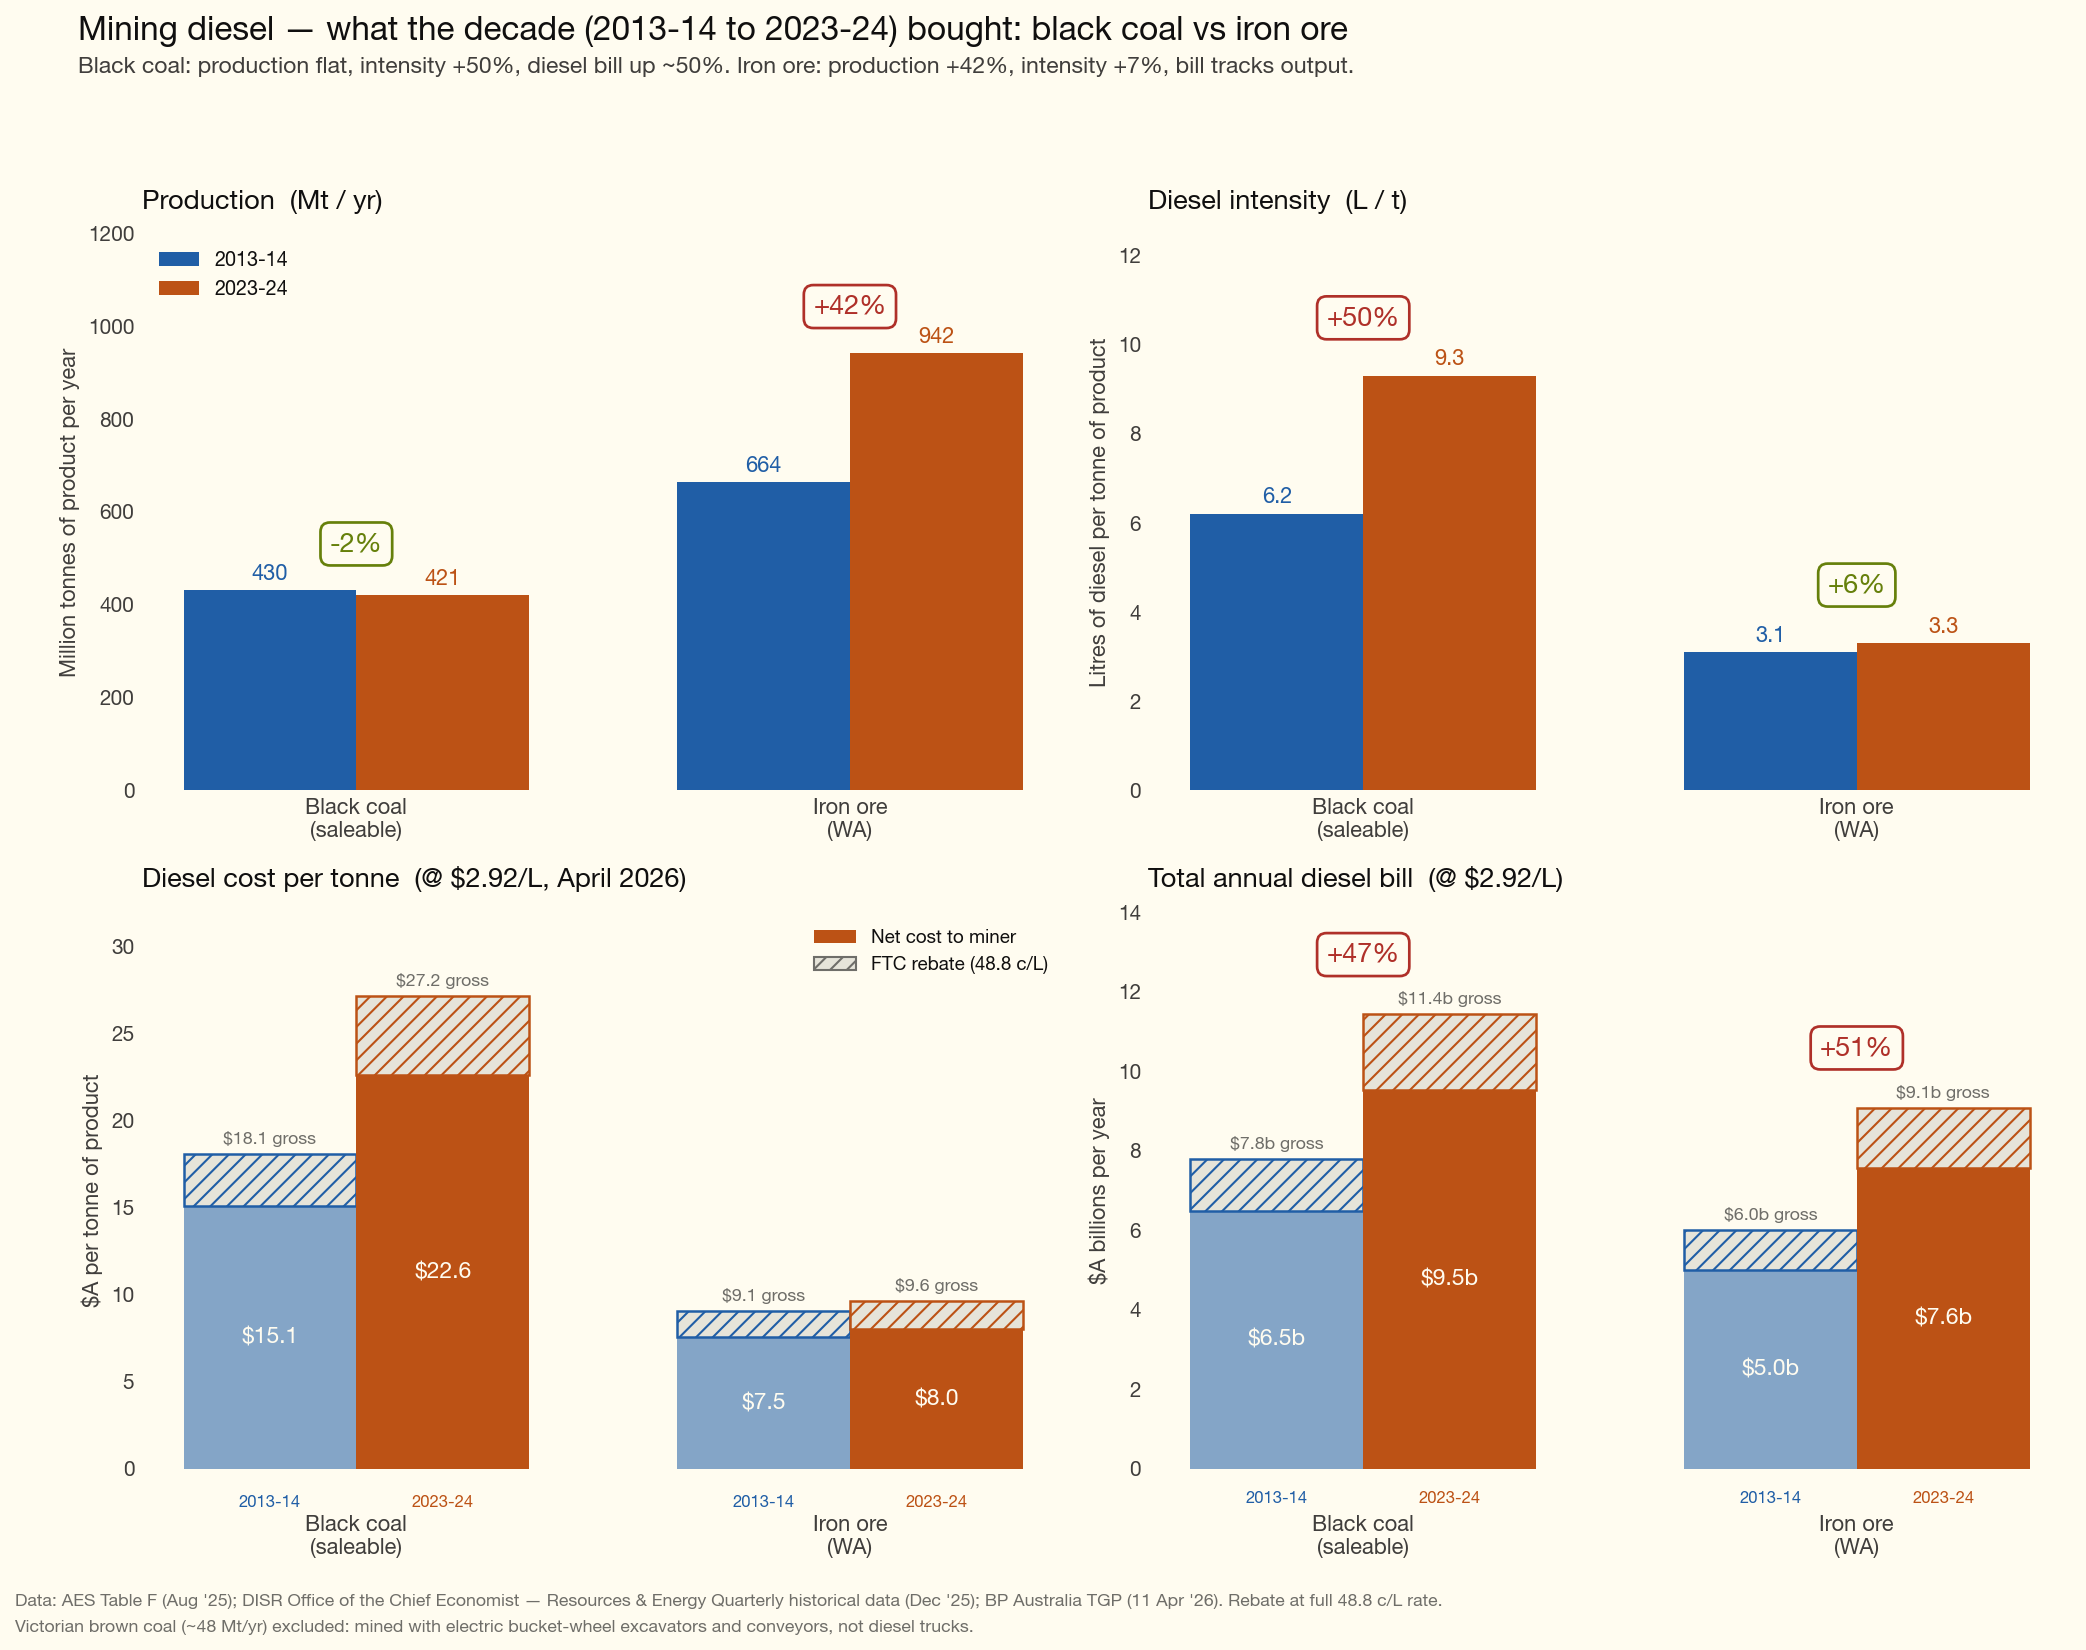 Mining diesel — what the decade (2013-14 to 2023-24) bought: black coal vs iron ore
Black coal: production flat, intensity +50%, diesel bill up ~50%. Iron ore: production +42%, intensity +7%, bill tracks output.
Production (Mt / yr)
1200
1000
800
600
400
200
0
Million tonnes of product per year
2013-14
2023-24
430
-2%
421
664
+42%
942
Black coal
(saleable)
Iron ore
(WA)
Diesel intensity (L / t)
12
10
8
6
4
2
0
Litres of diesel per tonne of product
6.2
+50%
9.3
3.1
+6%
3.3
Black coal
(saleable)
Iron ore
(WA)
Diesel cost per tonne (@ $2.92/L, April 2026)
30
25
20
15
10
5
0
$A per tonne of product
Net cost to miner
FTC rebate (48.8 c/L)
$18.1 gross
$15.1
$27.2 gross
$22.6
$9.1 gross
$7.5
$9.6 gross
$8.0
2013-14
2023-24
2013-14
2023-24
Black coal
(saleable)
Iron ore
(WA)
Total annual diesel bill (@ $2.92/L)
14
12
10
8
6
4
2
0
$A billions per year
+47%
$7.8b gross
$6.5b
$11.4b gross
$9.5b
+51%
$6.0b gross
$5.0b
$9.1b gross
$7.6b
2013-14
2023-24
2013-14
2023-24
Black coal
(saleable)
Iron ore
(WA)
Data: AES Table F (Aug '25); DISR Office of the Chief Economist — Resources & Energy Quarterly historical data (Dec '25); BP Australia TGP (11 Apr '26). Rebate at full 48.8 c/L rate.
Victorian brown coal (~48 Mt/yr) excluded: mined with electric bucket-wheel excavators and conveyors, not diesel trucks.